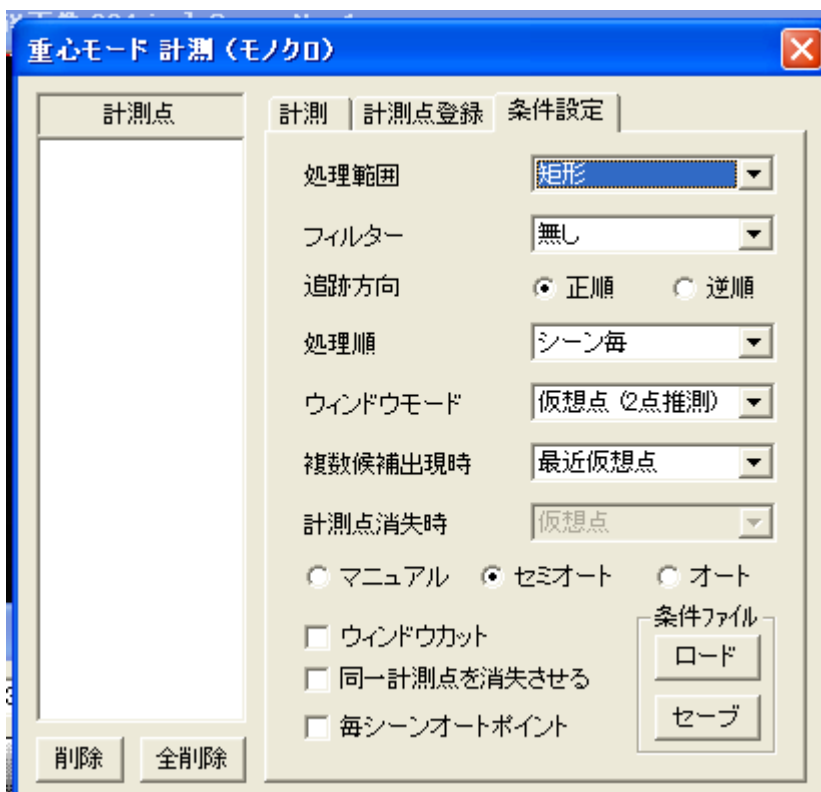 重心モード 計測（モノクロ）
計測点
計測 計測点登録 条件設定
処理範囲 矩形
フィルター 無し
追跡方向 正順 逆順
処理順 シーン毎
ウィンドウモード 仮想点（2点推測）
複数候補出現時 最近仮想点
計測点消失時 仮想点
マニュアル セミオート オート
条件ファイル
ウィンドウカット
ロード
同一計測点を消失させる
セーブ
毎シーンオートポイント
削除 全削除